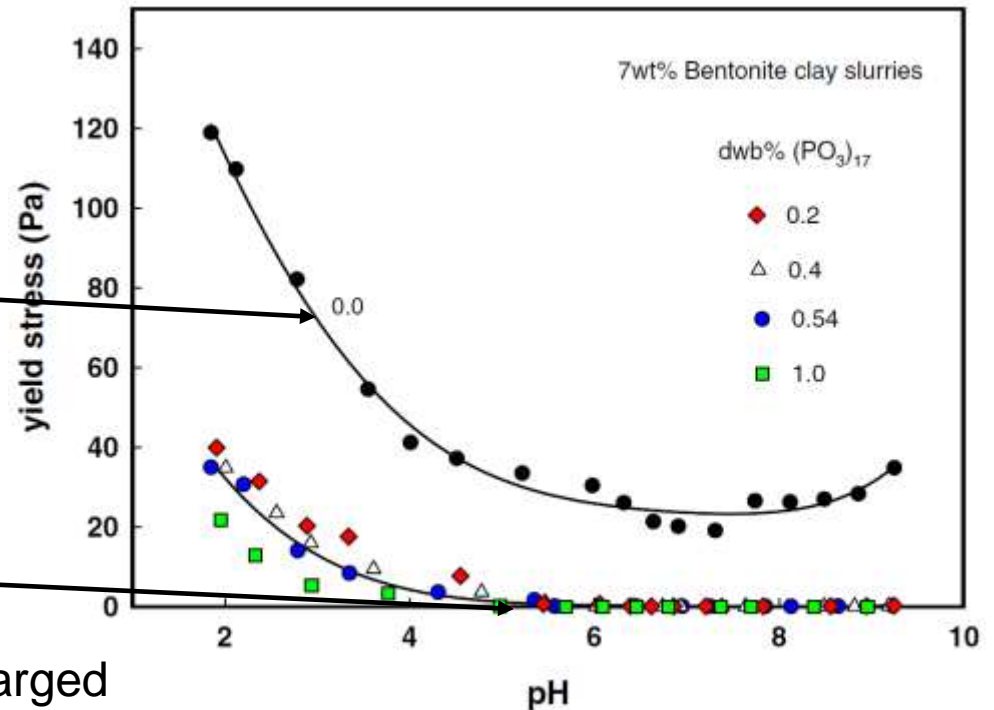 140
120
100
80
60
40
20
0
yield stress (Pa)
7wt% Bentonite clay slurries
dwb% (PO₃)₁₇
0.2
0.4
0.54
1.0
0.0
2 4 6 8 10
pH
arged